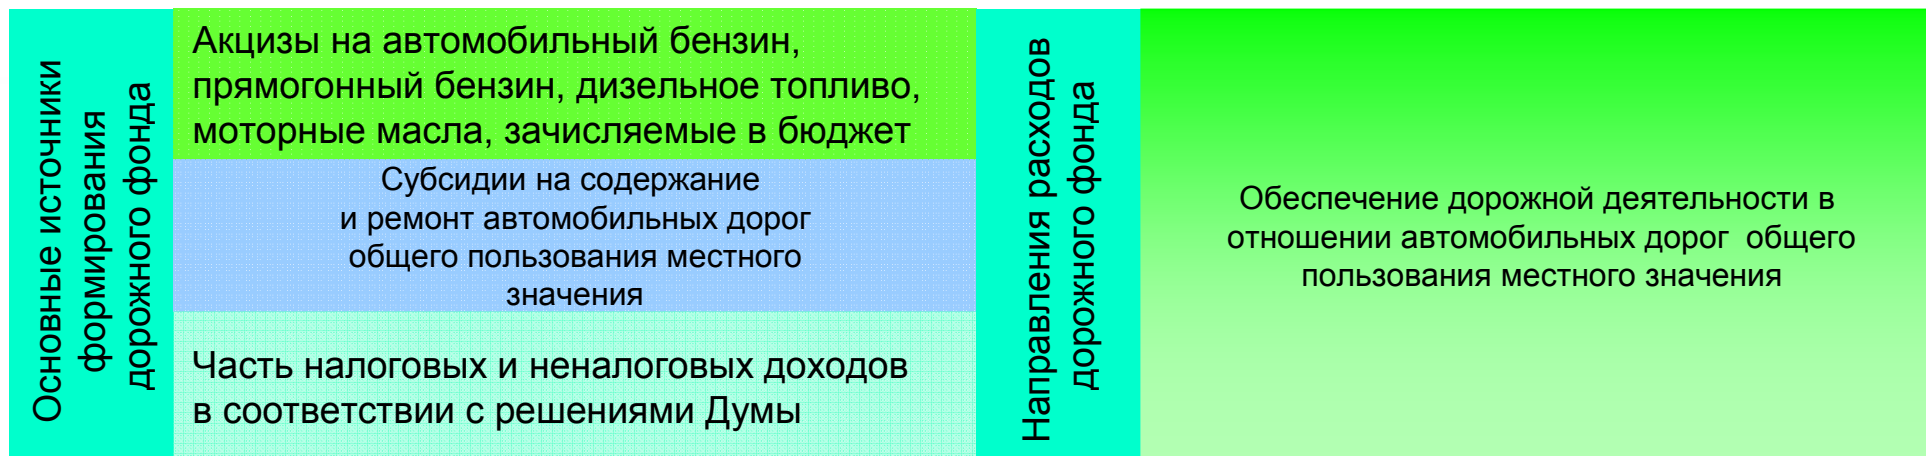 Основные источники
формирования
дорожного фонда
Акцизы на автомобильный бензин,
прямогонный бензин, дизельное топливо,
моторные масла, зачисляемые в бюджет
Субсидии на содержание
и ремонт автомобильных дорог
общего пользования местного
значения
Часть налоговых и неналоговых доходов
в соответствии с решениями Думы
Направления расходов
дорожного фонда
Обеспечение дорожной деятельности в
отношении автомобильных дорог общего
пользования местного значения